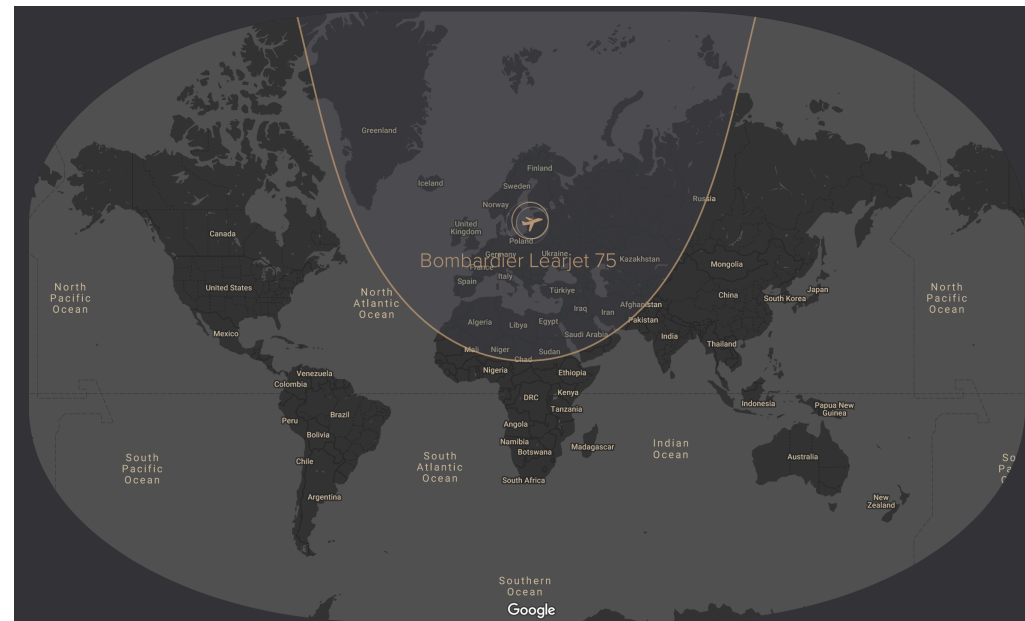 Greenland
Finland
Iceland
Sweden
Russia
Norway
United
Kingdom
Canada
Poland
Germany
Ukraine
Bombardier Learjet 75
France
Kazakhstan
Mongolia
Italy
Spain
North
Pacific
Ocean
United States
North
Atlantic
Ocean
Türkiye
China
Japan
South Korea
North
Pacific
Ocean
Iraq
Iran
Afghanistan
Pakistan
Algeria
Libya
Egypt
Saudi Arabia
Mexico
India
Thailand
Mali
Niger
Chad
Sudan
Nigeria
Ethiopia
Venezuela
Colombia
DRC
Kenya
Tanzania
Indonesia
Papua New
Guinea
Peru
Brazil
Angola
Bolivia
Namibia
Botswana
Madagascar
Indian
Ocean
South
Pacific
Ocean
Chile
South
Atlantic
Ocean
Australia
South Africa
Argentina
New
Zealand
Southern
Ocean
Google